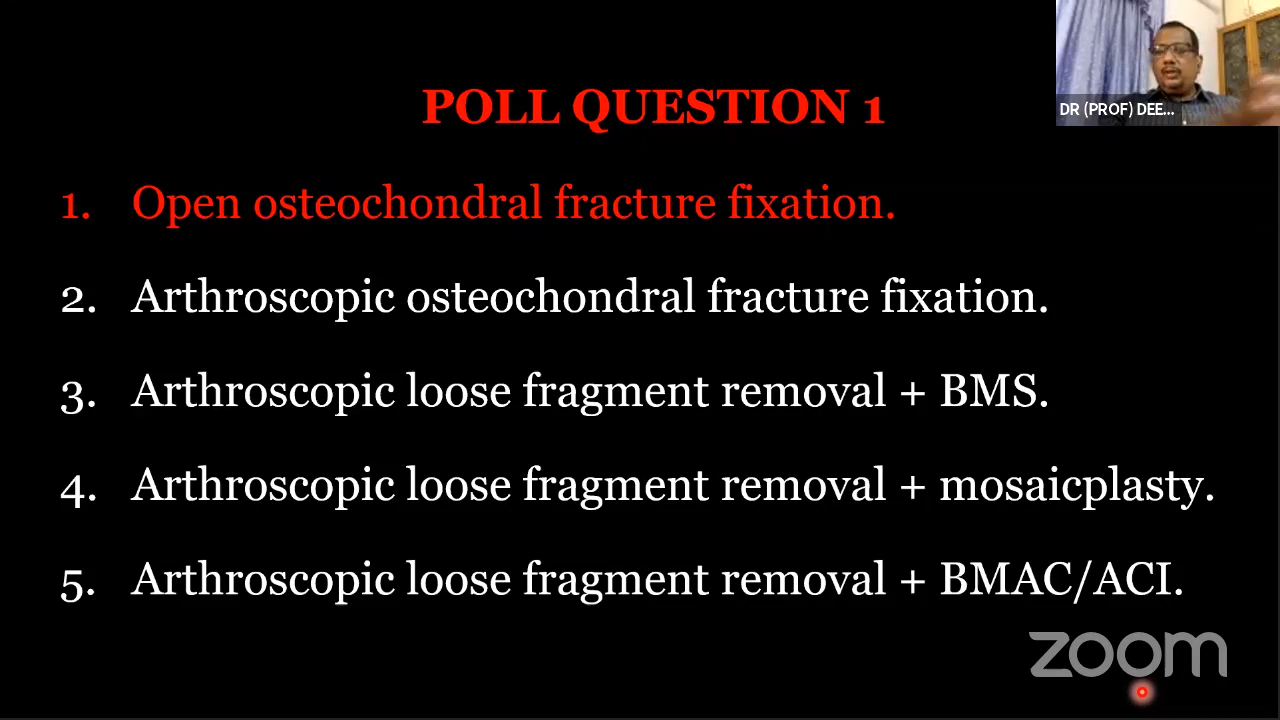 POLL QUESTION 1
DR (PROF) DEE...
1. Open osteochondral fracture fixation.
2. Arthroscopic osteochondral fracture fixation.
3. Arthroscopic loose fragment removal + BMS.
4. Arthroscopic loose fragment removal + mosaicplasty.
5. Arthroscopic loose fragment removal + BMAC/ACI.
zoom